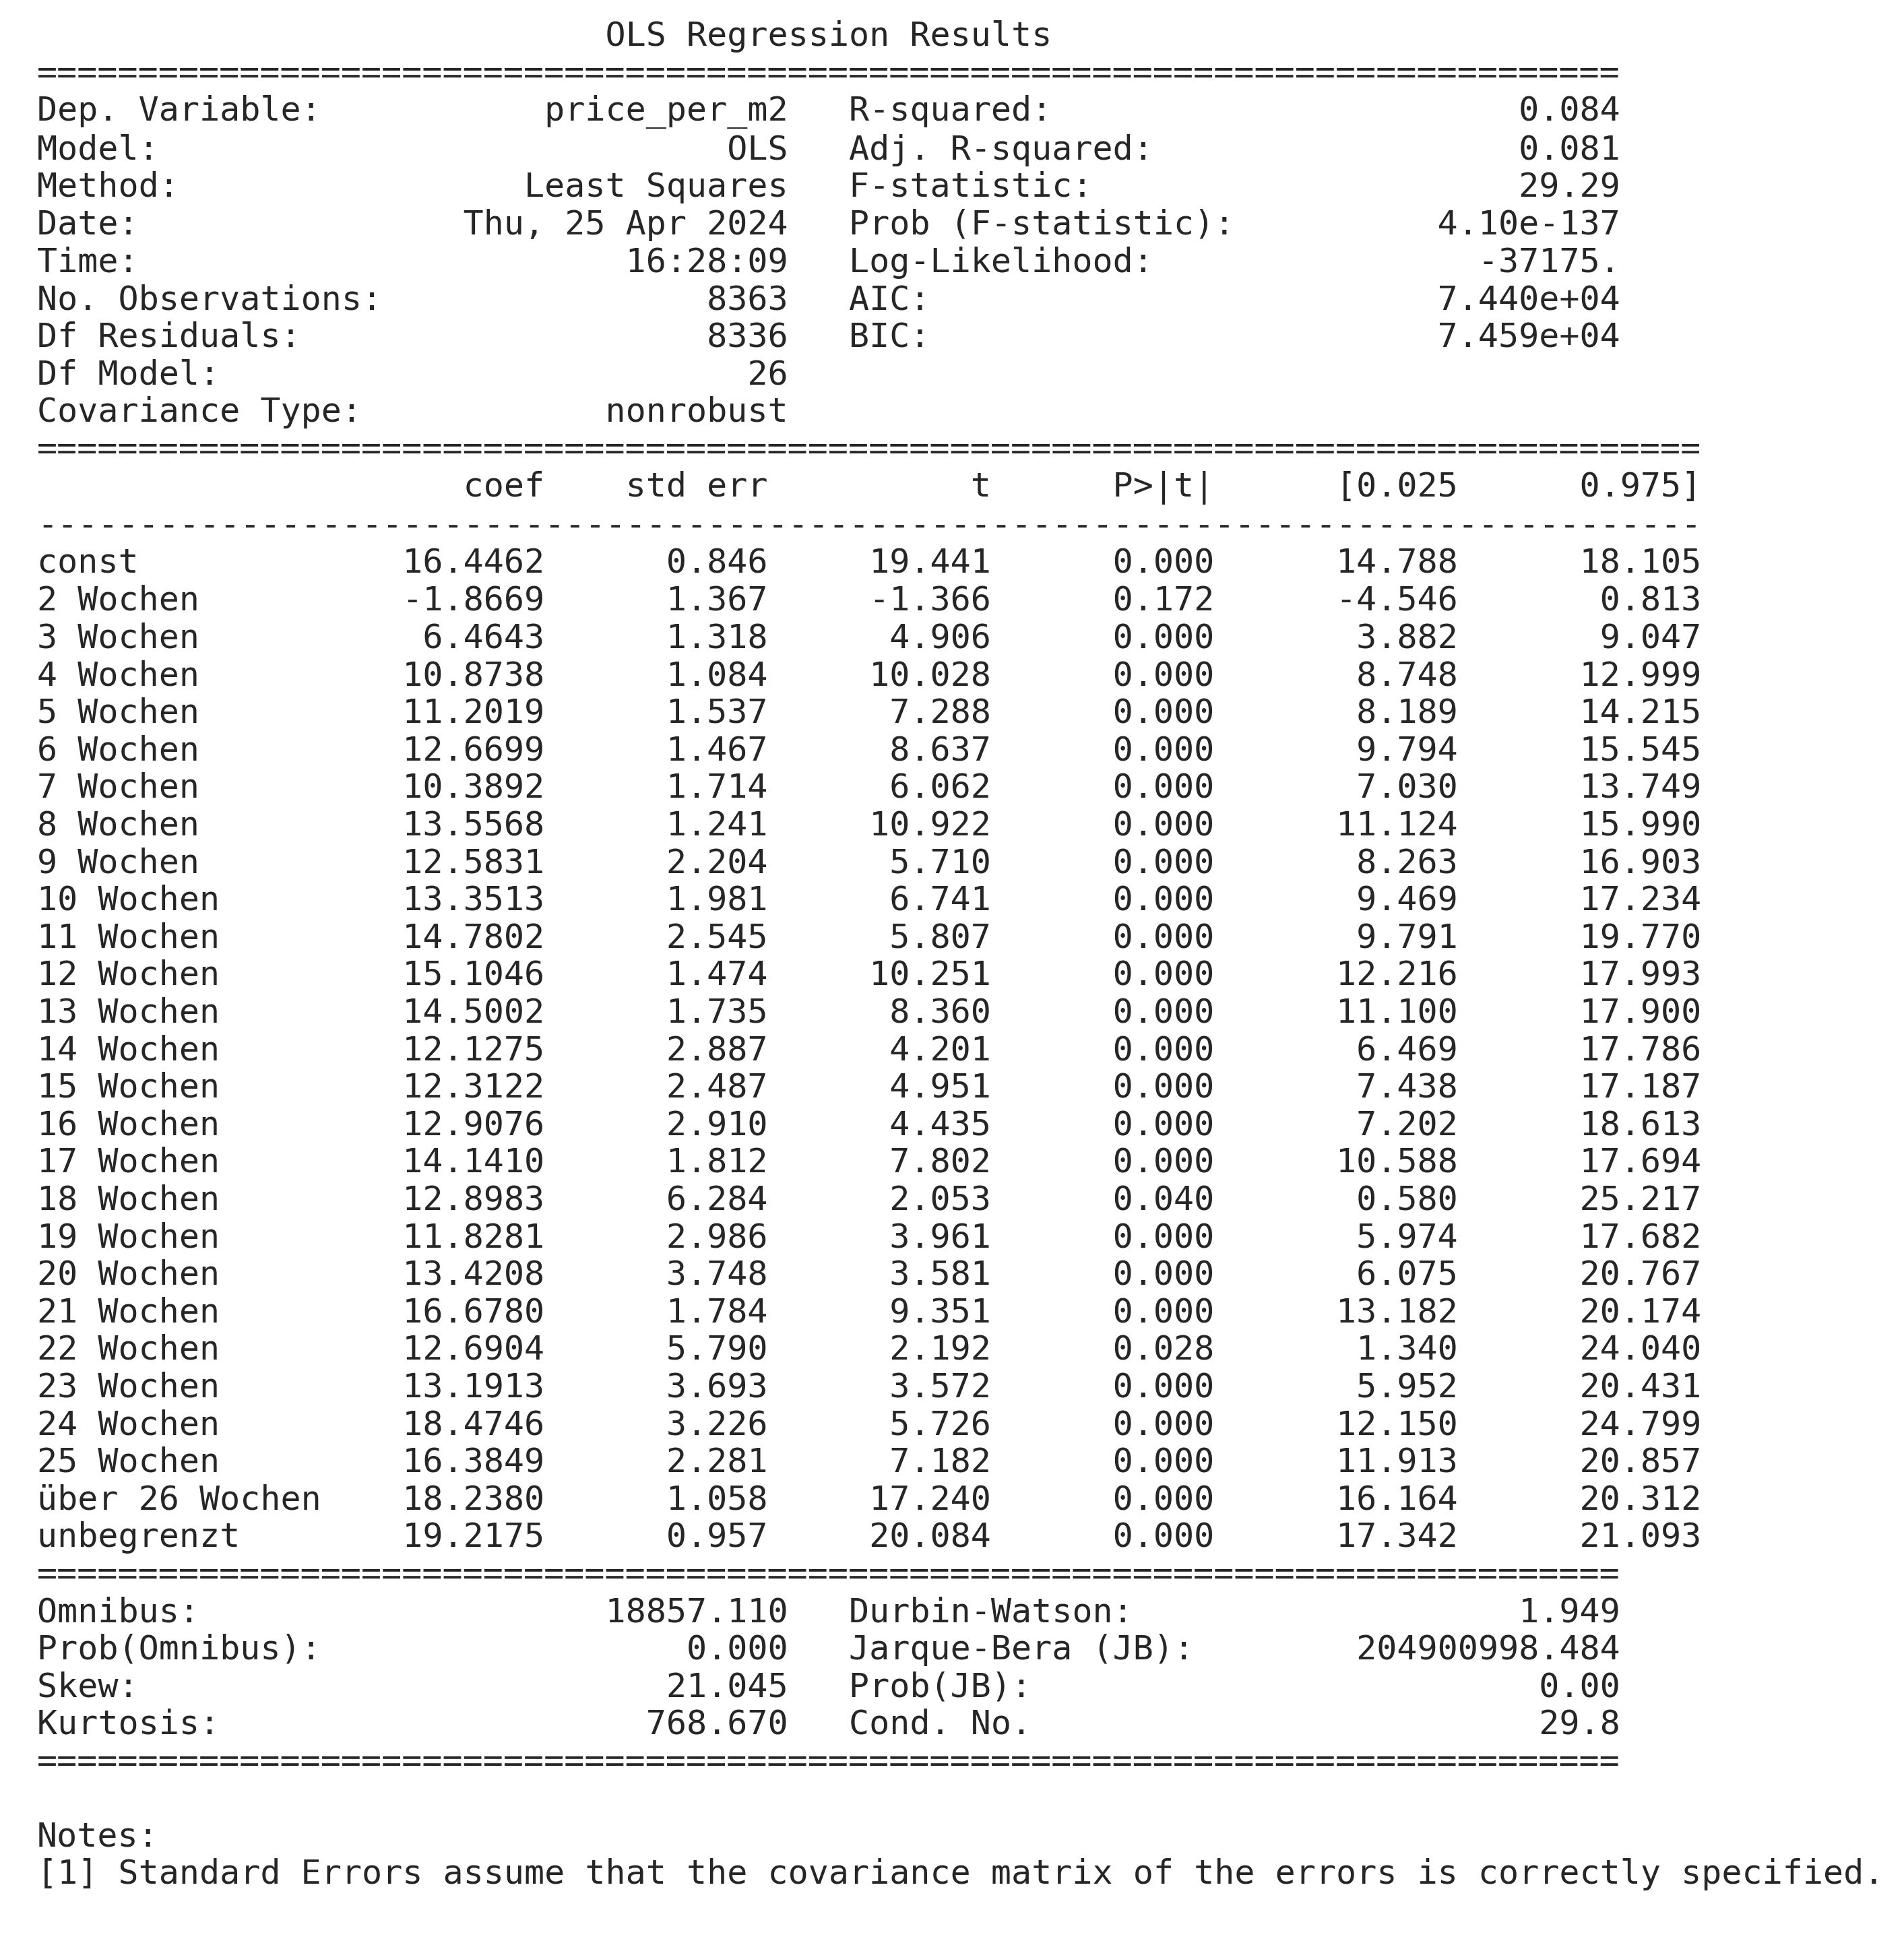 OLS Regression Results
==============================================================================
Dep. Variable:           price_per_m2   R-squared:                       0.084
Model:                            OLS   Adj. R-squared:                  0.081
Method:                 Least Squares   F-statistic:                     29.29
Date:                Thu, 25 Apr 2024   Prob (F-statistic):          4.10e-137
Time:                        16:28:09   Log-Likelihood:                -37175.
No. Observations:                8363   AIC:                         7.440e+04
Df Residuals:                    8336   BIC:                         7.459e+04
Df Model:                          26
Covariance Type:            nonrobust
==================================================================================
                     coef    std err          t      P>|t|      [0.025      0.975]
----------------------------------------------------------------------------------
const             16.4462      0.846     19.441      0.000      14.788      18.105
2 Wochen          -1.8669      1.367     -1.366      0.172      -4.546       0.813
3 Wochen           6.4643      1.318      4.906      0.000       3.882       9.047
4 Wochen          10.8738      1.084     10.028      0.000       8.748      12.999
5 Wochen          11.2019      1.537      7.288      0.000       8.189      14.215
6 Wochen          12.6699      1.467      8.637      0.000       9.794      15.545
7 Wochen          10.3892      1.714      6.062      0.000       7.030      13.749
8 Wochen          13.5568      1.241     10.922      0.000      11.124      15.990
9 Wochen          12.5831      2.204      5.710      0.000       8.263      16.903
10 Wochen         13.3513      1.981      6.741      0.000       9.469      17.234
11 Wochen         14.7802      2.545      5.807      0.000       9.791      19.770
12 Wochen         15.1046      1.474     10.251      0.000      12.216      17.993
13 Wochen         14.5002      1.735      8.360      0.000      11.100      17.900
14 Wochen         12.1275      2.887      4.201      0.000       6.469      17.786
15 Wochen         12.3122      2.487      4.951      0.000       7.438      17.187
16 Wochen         12.9076      2.910      4.435      0.000       7.202      18.613
17 Wochen         14.1410      1.812      7.802      0.000      10.588      17.694
18 Wochen         12.8983      6.284      2.053      0.040       0.580      25.217
19 Wochen         11.8281      2.986      3.961      0.000       5.974      17.682
20 Wochen         13.4208      3.748      3.581      0.000       6.075      20.767
21 Wochen         16.6780      1.784      9.351      0.000      13.182      20.174
22 Wochen         12.6904      5.790      2.192      0.028       1.340      24.040
23 Wochen         13.1913      3.693      3.572      0.000       5.952      20.431
24 Wochen         18.4746      3.226      5.726      0.000      12.150      24.799
25 Wochen         16.3849      2.281      7.182      0.000      11.913      20.857
über 26 Wochen    18.2380      1.058     17.240      0.000      16.164      20.312
unbegrenzt        19.2175      0.957     20.084      0.000      17.342      21.093
==============================================================================
Omnibus:                    18857.110   Durbin-Watson:                   1.949
Prob(Omnibus):                  0.000   Jarque-Bera (JB):        204900998.484
Skew:                          21.045   Prob(JB):                         0.00
Kurtosis:                     768.670   Cond. No.                         29.8
==============================================================================
Notes:
[1] Standard Errors assume that the covariance matrix of the errors is correctly specified.